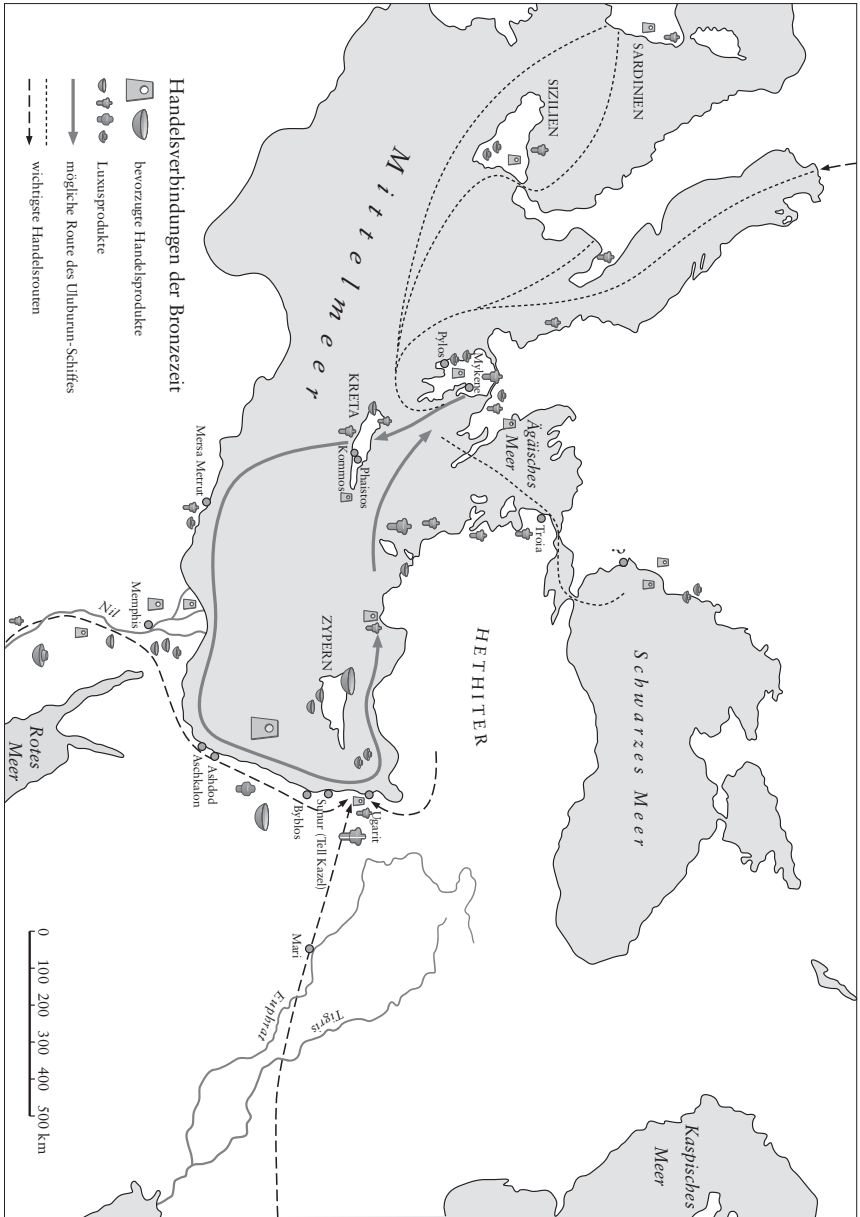 SARDINIEN
SIZILIEN
Mittelmeer
Pylos
Mykene
Ägäisches
Meer
KRETA
Phaistos
Kommos
Troia
?
Schwarzes Meer
HETHITER
ZYPERN
Mersa Metrut
Memphis
Nil
Rotes
Meer
Aschkalon
Ashdod
Byblos
Sumur (Tell Kazel)
Ugarit
Mari
Euphrat
Tigris
Kaspisches
Meer
Handelsverbindungen der Bronzezeit
bevorzugte Handelsprodukte
Luxusprodukte
mögliche Route des Uluburun-Schiffes
wichtigste Handelsrouten
0 100 200 300 400 500 km